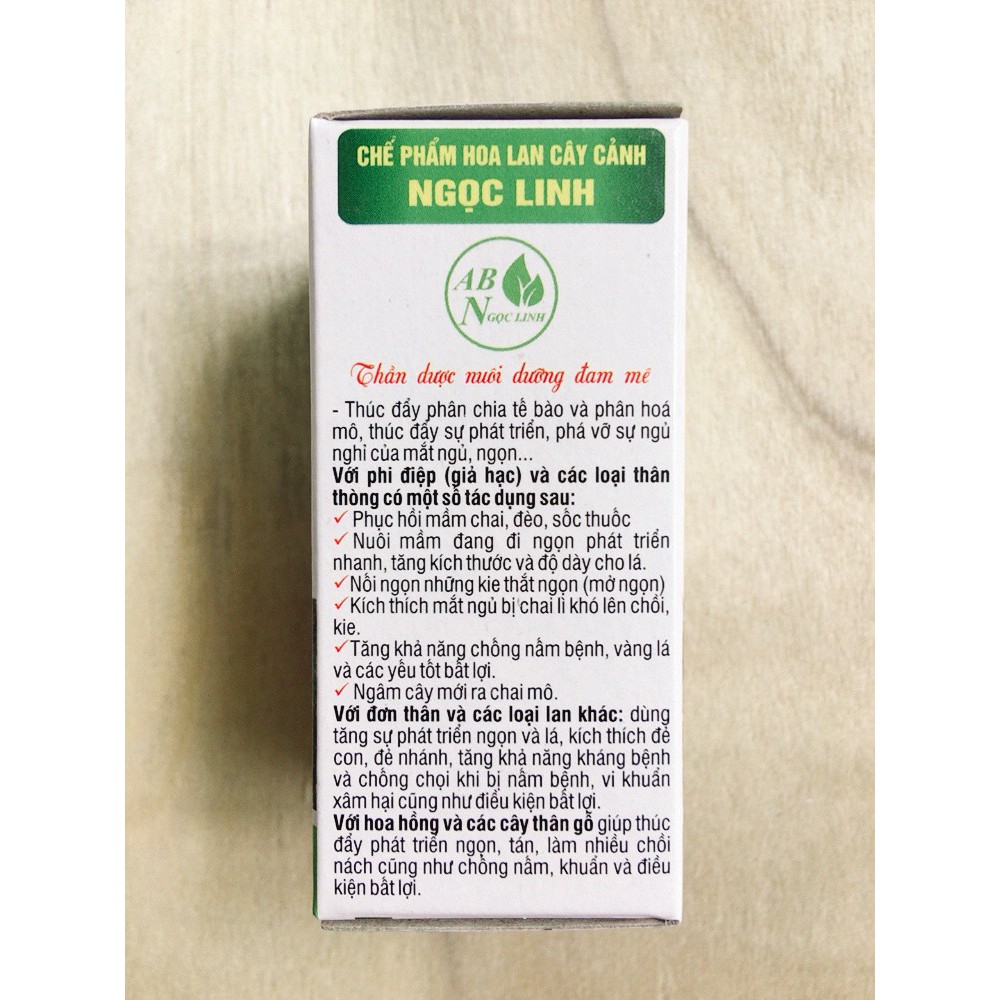 CHẾ PHẨM HOA LAN CÂY CẢNH
NGỌC LINH
AB
NGỌC LINH
Thần dược nuôi dưỡng đam mê
- Thúc đẩy phân chia tế bào và phân hoá
mô, thúc đẩy sự phát triển, phá vỡ sự ngủ
nghỉ của mắt ngủ, ngọn...
Với phi điệp (giả hạc) và các loại thân
thòng có một số tác dụng sau:
✓ Phục hồi mầm chai, đèo, sốc thuốc
✓ Nuôi mầm đang đi ngọn phát triển
nhanh, tăng kích thước và độ dày cho lá.
✓Nối ngọn những kie thắt ngọn (mở ngọn)
✓Kích thích mắt ngủ bị chai lì khó lên chồi,
kie.
✓Tăng khả năng chống nấm bệnh, vàng lá
và các yếu tốt bất lợi.
✓ Ngâm cây mới ra chai mô.
Với đơn thân và các loại lan khác: dùng
tăng sự phát triển ngọn và lá, kích thích đẻ
con, đẻ nhánh, tăng khả năng kháng bệnh
và chống chọi khi bị nấm bệnh, vi khuẩn
xâm hại cũng như điều kiện bất lợi.
Với hoa hồng và các cây thân gỗ giúp thúc
đẩy phát triển ngọn, tán, làm nhiều chồi
nách cũng như chống nấm, khuẩn và điều
kiện bất lợi.